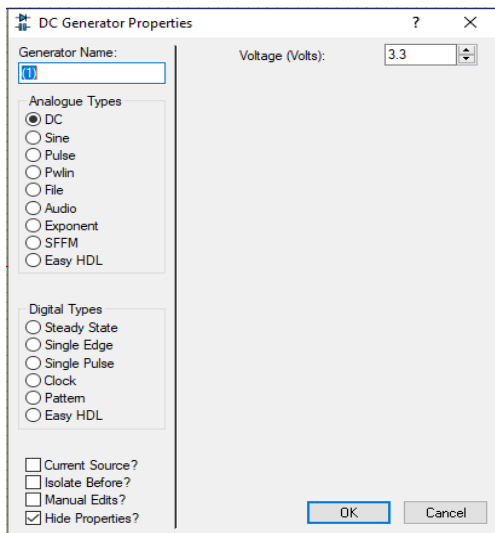 DC Generator Properties
?
Generator Name:
(1)
Analogue Types
DC
Sine
Pulse
Pwlin
File
Audio
Exponent
SFFM
Easy HDL
Digital Types
Steady State
Single Edge
Single Pulse
Clock
Pattern
Easy HDL
Current Source?
Isolate Before?
Manual Edits?
Hide Properties?
Voltage (Volts): 3.3
OK Cancel